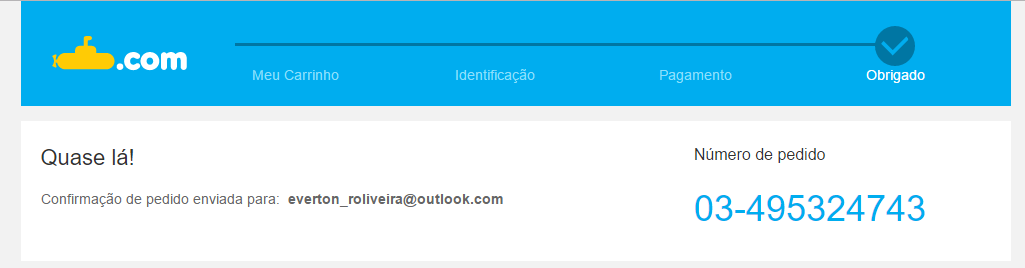 .com
Meu Carrinho
Identificação
Pagamento
Obrigado
Quase lá!
Confirmação de pedido enviada para: everton_roliveira@outlook.com
Número de pedido
03-495324743